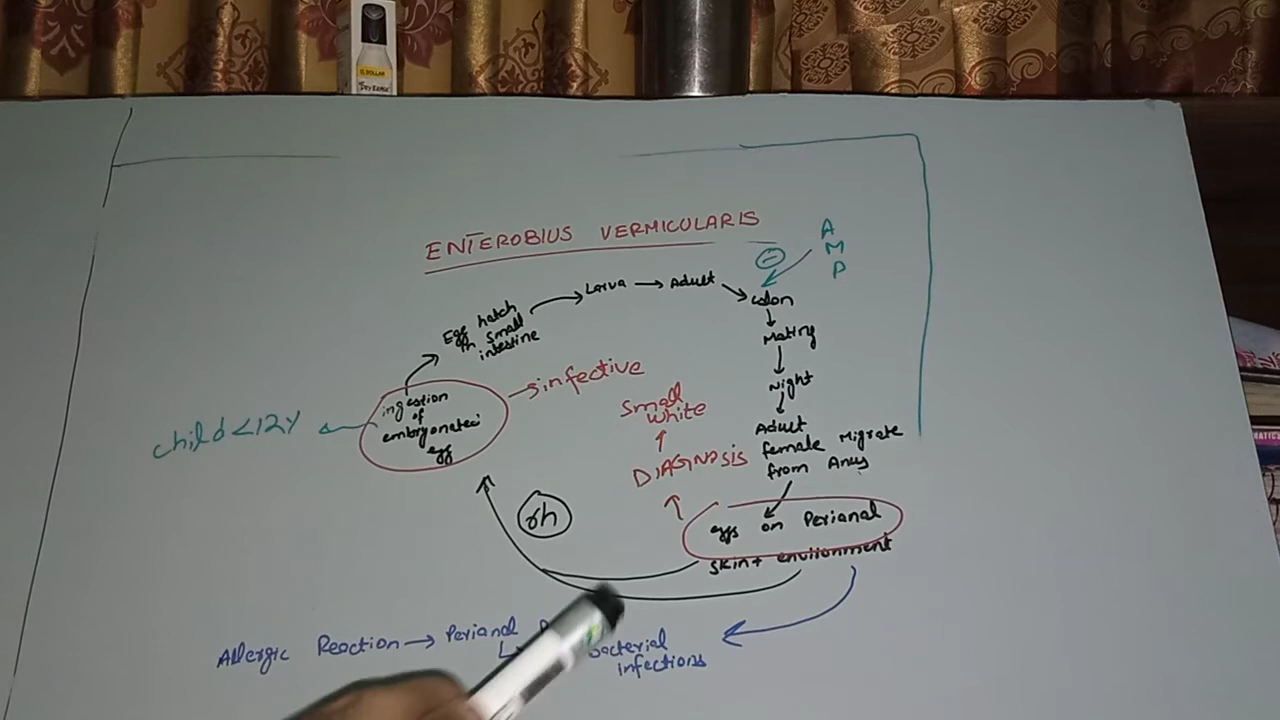 ENTEROBIUS VERMICULARIS
A
M
P
Egg hatch
In small
intestine
Larva → Adult
colon
Mating
Night
Adult
female Migrate
from Anus
eggs on Perianal
skin+ environment
ingestion
of
embryonated
egg
infective
child<12Y
Small
white
DIAGNOSIS
6h
Allergic Reaction → Perianal
bacterial
infections
DOLLAR